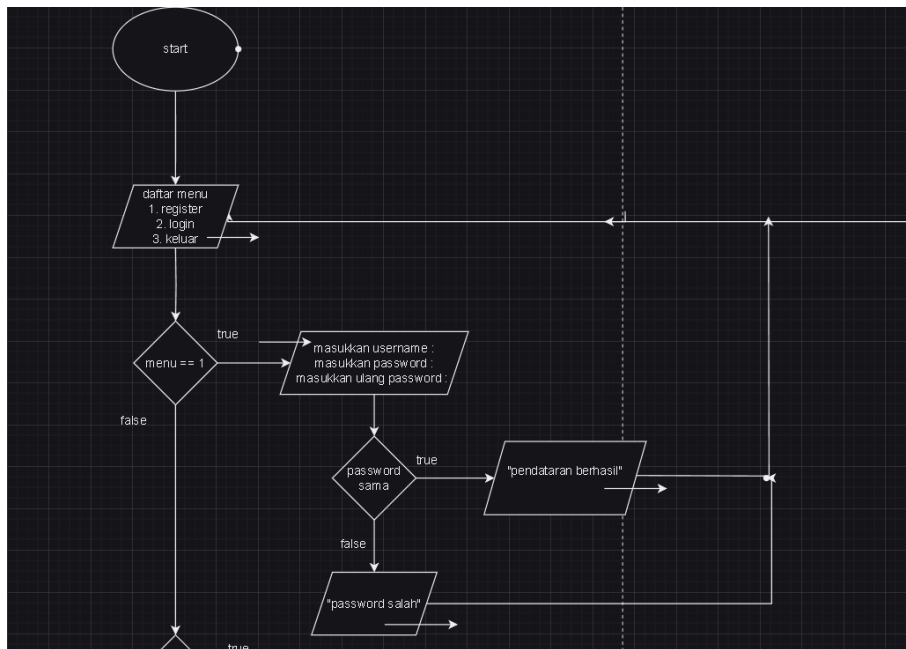 start
daftar menu
1. register
2. login
3. keluar
true
menu == 1
masukkan username :
masukkan password :
masukkan ulang password :
false
password
sama
true
"pendataran berhasil"
false
"password salah"
true